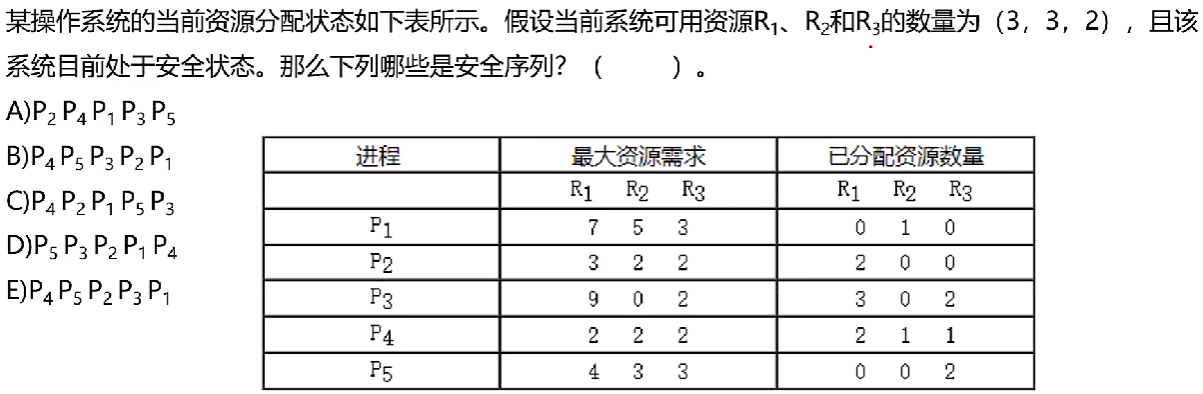 某操作系统的当前资源分配状态如下表所示。假设当前系统可用资源R₁、R₂和R₃的数量为（3，3，2），且该
系统目前处于安全状态。那么下列哪些是安全序列？（　　）。
A)P₂ P₄ P₁ P₃ P₅
B)P₄ P₅ P₃ P₂ P₁
C)P₄ P₂ P₁ P₅ P₃
D)P₅ P₃ P₂ P₁ P₄
E)P₄ P₅ P₂ P₃ P₁
进程 最大资源需求 已分配资源数量
R₁ R₂ R₃ R₁ R₂ R₃
P₁ 7 5 3 0 1 0
P₂ 3 2 2 2 0 0
P₃ 9 0 2 3 0 2
P₄ 2 2 2 2 1 1
P₅ 4 3 3 0 0 2